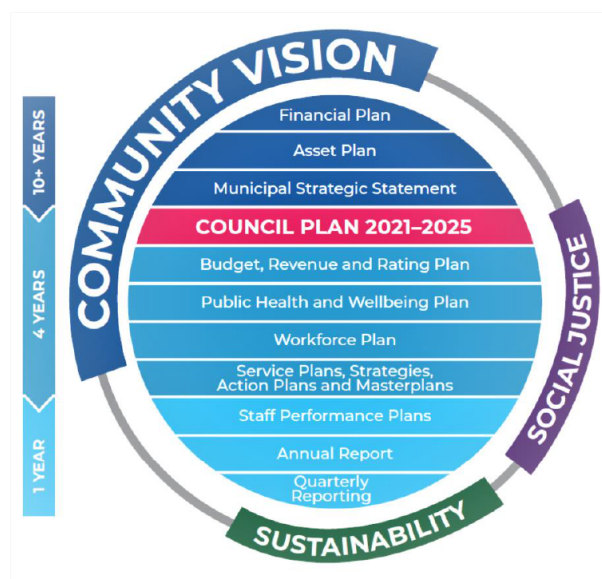 COMMUNITY VISION
10+ YEARS
4 YEARS
1 YEAR
Financial Plan
Asset Plan
Municipal Strategic Statement
COUNCIL PLAN 2021–2025
Budget, Revenue and Rating Plan
Public Health and Wellbeing Plan
Workforce Plan
Service Plans, Strategies,
Action Plans and Masterplans
Staff Performance Plans
Annual Report
Quarterly
Reporting
SOCIAL JUSTICE
SUSTAINABILITY